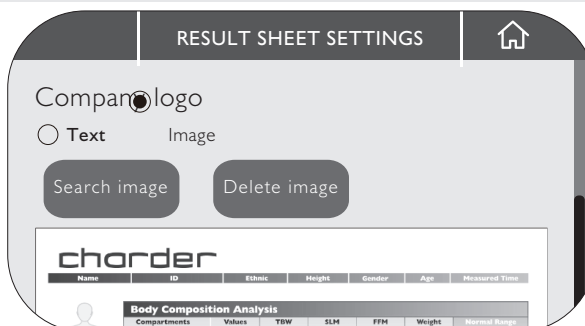 RESULT SHEET SETTINGS
Company logo
Text Image
Search image Delete image
charder
Name ID Ethnic Height Gender Age Measured Time
Body Composition Analysis
Compartments Values TBW SLM FFM Weight Normal Range